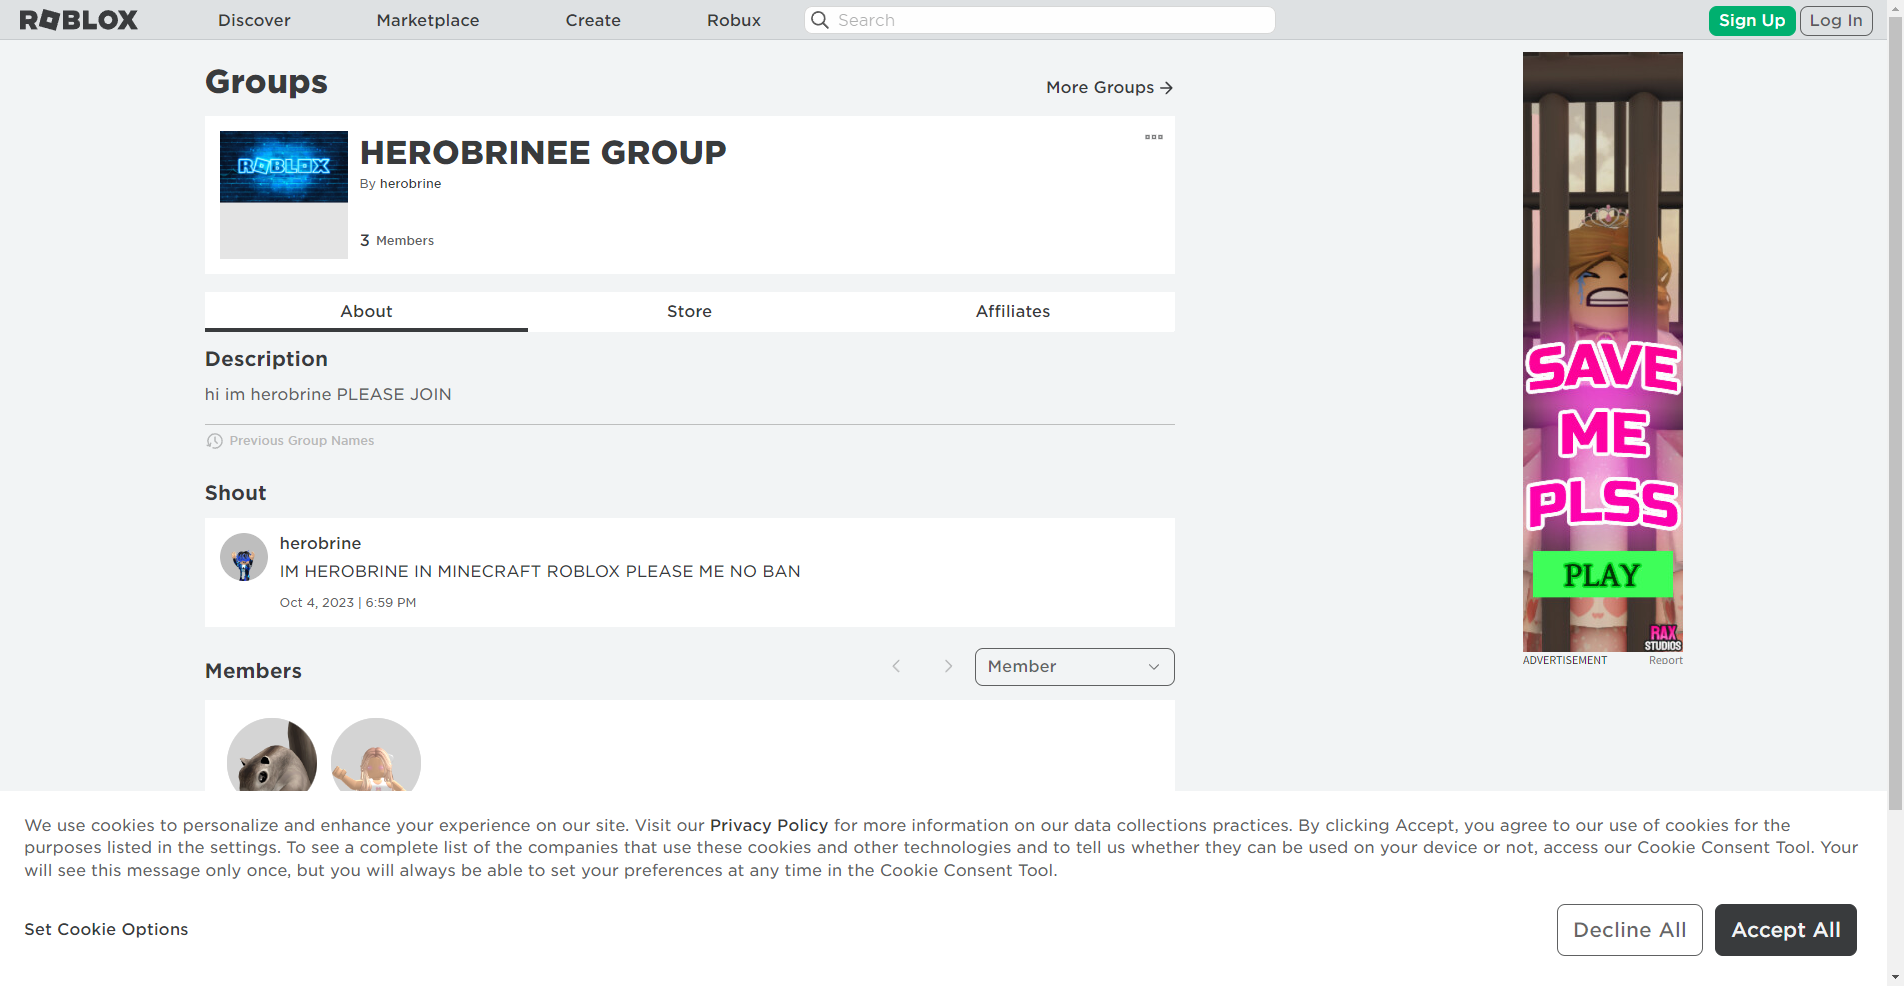 ROBLOX
Discover
Marketplace
Create
Robux
Search
Sign Up
Log In
Groups
More Groups
ROBLOX
HEROBRINEE GROUP
By herobrine
3 Members
About
Store
Affiliates
Description
hi im herobrine PLEASE JOIN
Previous Group Names
Shout
herobrine
IM HEROBRINE IN MINECRAFT ROBLOX PLEASE ME NO BAN
Oct 4, 2023 | 6:59 PM
Members
Member
SAVE
ME
PLSS
PLAY
RAX
STUDIOS
ADVERTISEMENT
Report
We use cookies to personalize and enhance your experience on our site. Visit our Privacy Policy for more information on our data collections practices. By clicking Accept, you agree to our use of cookies for the
purposes listed in the settings. To see a complete list of the companies that use these cookies and other technologies and to tell us whether they can be used on your device or not, access our Cookie Consent Tool. Your
will see this message only once, but you will always be able to set your preferences at any time in the Cookie Consent Tool.
Set Cookie Options
Decline All
Accept All